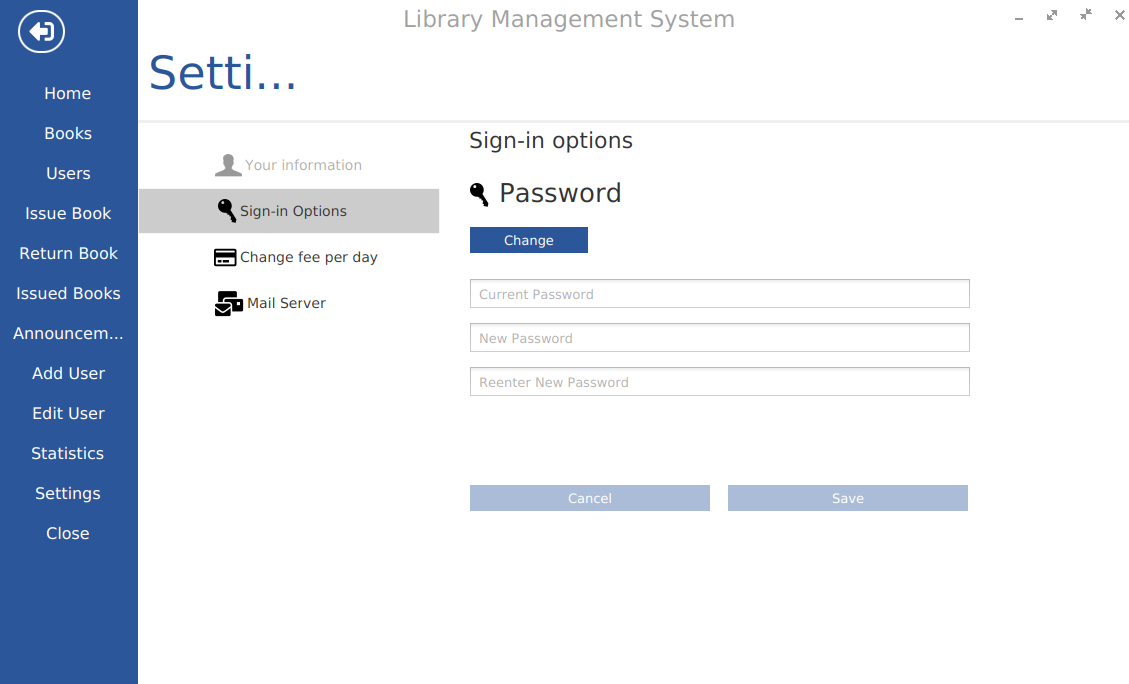 Library Management System
Setti...
Home
Books
Users
Issue Book
Return Book
Issued Books
Announcem...
Add User
Edit User
Statistics
Settings
Close
Your information
Sign-in Options
Change fee per day
Mail Server
Sign-in options
Password
Change
Current Password
New Password
Reenter New Password
Cancel
Save